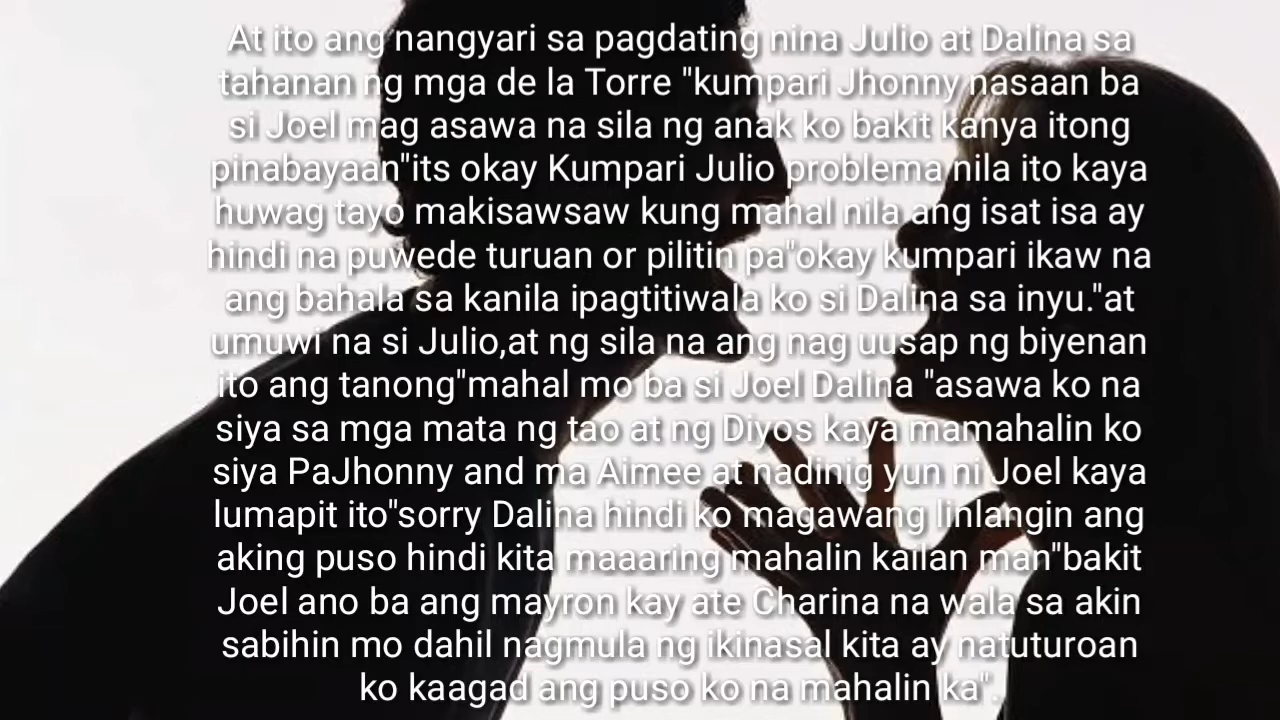 At ito ang nangyari sa pagdating nina Julio at Dalina sa
tahanan ng mga de la Torre "kumpari Jhonny nasaan ba
si Joel mag asawa na sila ng anak ko bakit kanya itong
pinabayaan"its okay Kumpari Julio problema nila ito kaya
huwag tayo makisawsaw kung mahal nila ang isat isa ay
hindi na puwede turuan or pilitin pa"okay kumpari ikaw na
ang bahala sa kanila ipagtitiwala ko si Dalina sa inyu."at
umuwi na si Julio,at ng sila na ang nag uusap ng biyenan
ito ang tanong"mahal mo ba si Joel Dalina "asawa ko na
siya sa mga mata ng tao at ng Diyos kaya mamahalin ko
siya PaJhonny and ma Aimee at nadinig yun ni Joel kaya
lumapit ito"sorry Dalina hindi ko magawang linlangin ang
aking puso hindi kita maaaring mahalin kailan man"bakit
Joel ano ba ang mayron kay ate Charina na wala sa akin
sabihin mo dahil nagmula ng ikinasal kita ay natuturoan
ko kaagad ang puso ko na mahalin ka".